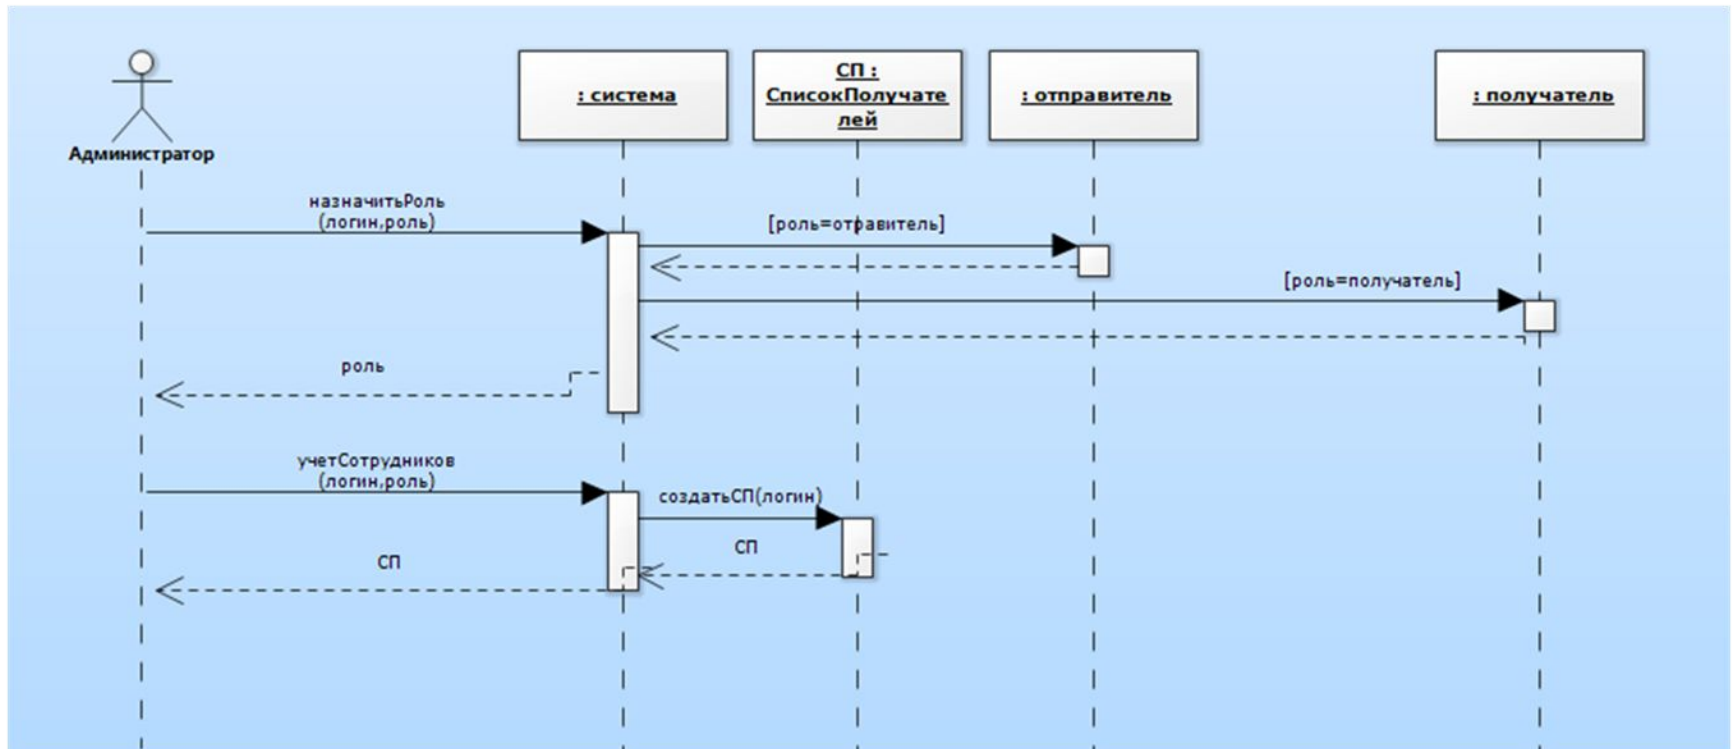 Администратор
: система
СП :
СписокПолучате
лей
: отправитель
: получатель
назначитьРоль
(логин,роль)
[роль=отравитель]
[роль=получатель]
роль
учетСотрудников
(логин,роль)
создатьСП(логин)
СП
СП